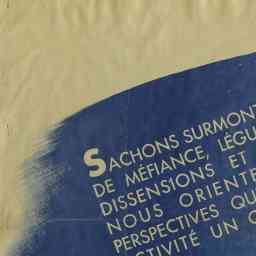 SACHONS SURMONT
DE MÉFIANCE, LÉGU
DISSENSIONS ET
NOUS ORIENTE
PERSPECTIVES QU
CTIVITÉ UN